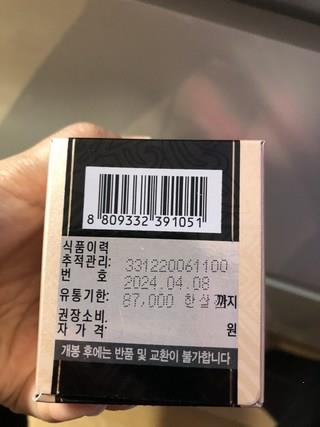 8 809332 391051
식품이력
추적관리: 331220061100
번 호 2024.04.08
유통기한: 87,000 한살 까지
권장소비.
자 가 격: 원
개봉 후에는 반품 및 교환이 불가합니다